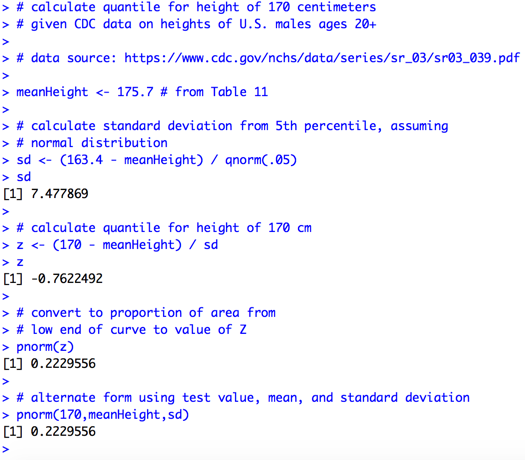 > # calculate quantile for height of 170 centimeters
> # given CDC data on heights of U.S. males ages 20+
>
> # data source: https://www.cdc.gov/nchs/data/series/sr_03/sr03_039.pdf
>
> meanHeight <- 175.7 # from Table 11
>
> # calculate standard deviation from 5th percentile, assuming
> # normal distribution
> sd <- (163.4 - meanHeight) / qnorm(.05)
> sd
[1] 7.477869
>
> # calculate quantile for height of 170 cm
> z <- (170 - meanHeight) / sd
> z
[1] -0.7622492
>
> # convert to proportion of area from
> # low end of curve to value of Z
> pnorm(z)
[1] 0.2229556
>
> # alternate form using test value, mean, and standard deviation
> pnorm(170,meanHeight,sd)
[1] 0.2229556
>